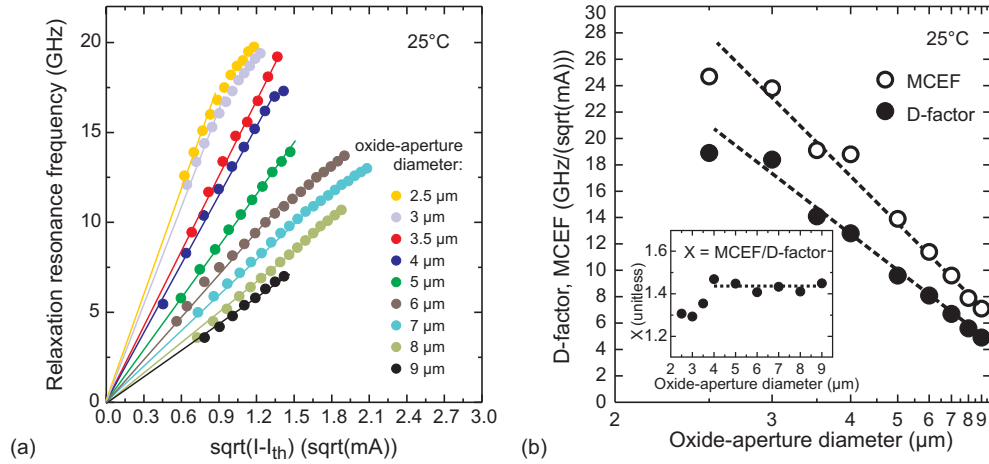 Relaxation resonance frequency (GHz)
20
15
10
5
0
25°C
oxide-aperture
diameter:
2.5 µm
3 µm
3.5 µm
4 µm
5 µm
6 µm
7 µm
8 µm
9 µm
0.0 0.3 0.6 0.9 1.2 1.5 1.8 2.1 2.4 2.7 3.0
(a) sqrt(I-Ith) (sqrt(mA))
D-factor, MCEF (GHz/(sqrt(mA)))
30
28
26
24
22
20
18
16
14
12
10
8
6
4
2
0
25°C
MCEF
D-factor
X (unitless)
1.6
1.4
1.2
X = MCEF/D-factor
2 3 4 5 6 7 8 9
Oxide-aperture diameter (µm)
2 3 4 5 6 7 8 9
(b) Oxide-aperture diameter (µm)